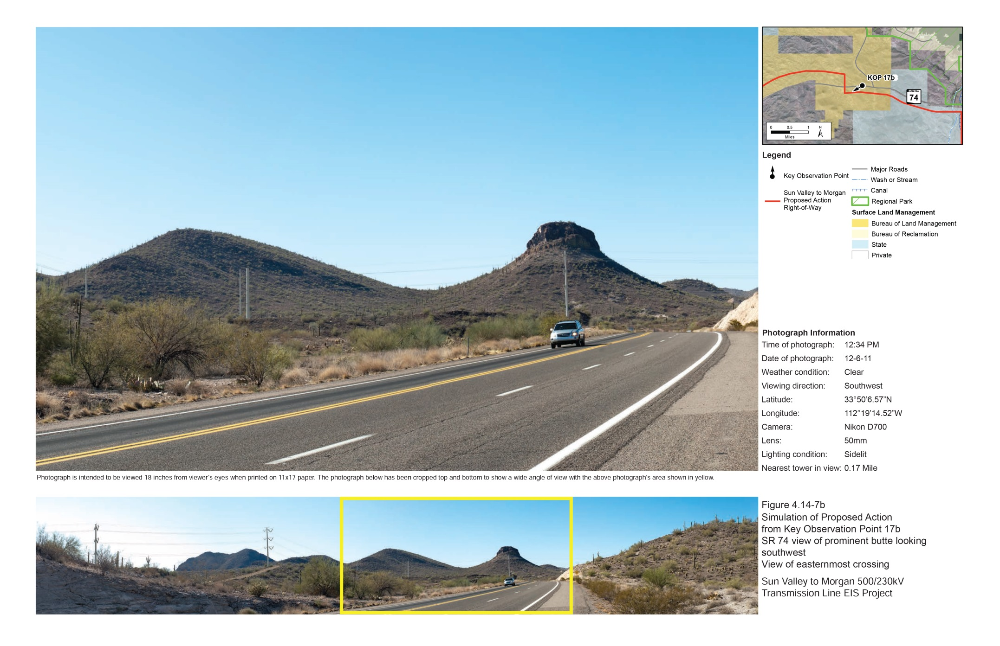 KOP 17b
ARIZONA
74
0 0.5 1 N
Miles
Legend
Key Observation Point
Sun Valley to Morgan
Proposed Action
Right-of-Way
Major Roads
Wash or Stream
Canal
Regional Park
Surface Land Management
Bureau of Land Management
Bureau of Reclamation
State
Private
Photograph Information
Time of photograph: 12:34 PM
Date of photograph: 12-6-11
Weather condition: Clear
Viewing direction: Southwest
Latitude: 33°50’6.57”N
Longitude: 112°19’14.52”W
Camera: Nikon D700
Lens: 50mm
Lighting condition: Sidelit
Nearest tower in view: 0.17 Mile
Photograph is intended to be viewed 18 inches from viewer’s eyes when printed on 11x17 paper. The photograph below has been cropped top and bottom to show a wide angle of view with the above photograph’s area shown in yellow.
Figure 4.14-7b
Simulation of Proposed Action
from Key Observation Point 17b
SR 74 view of prominent butte looking
southwest
View of easternmost crossing
Sun Valley to Morgan 500/230kV
Transmission Line EIS Project